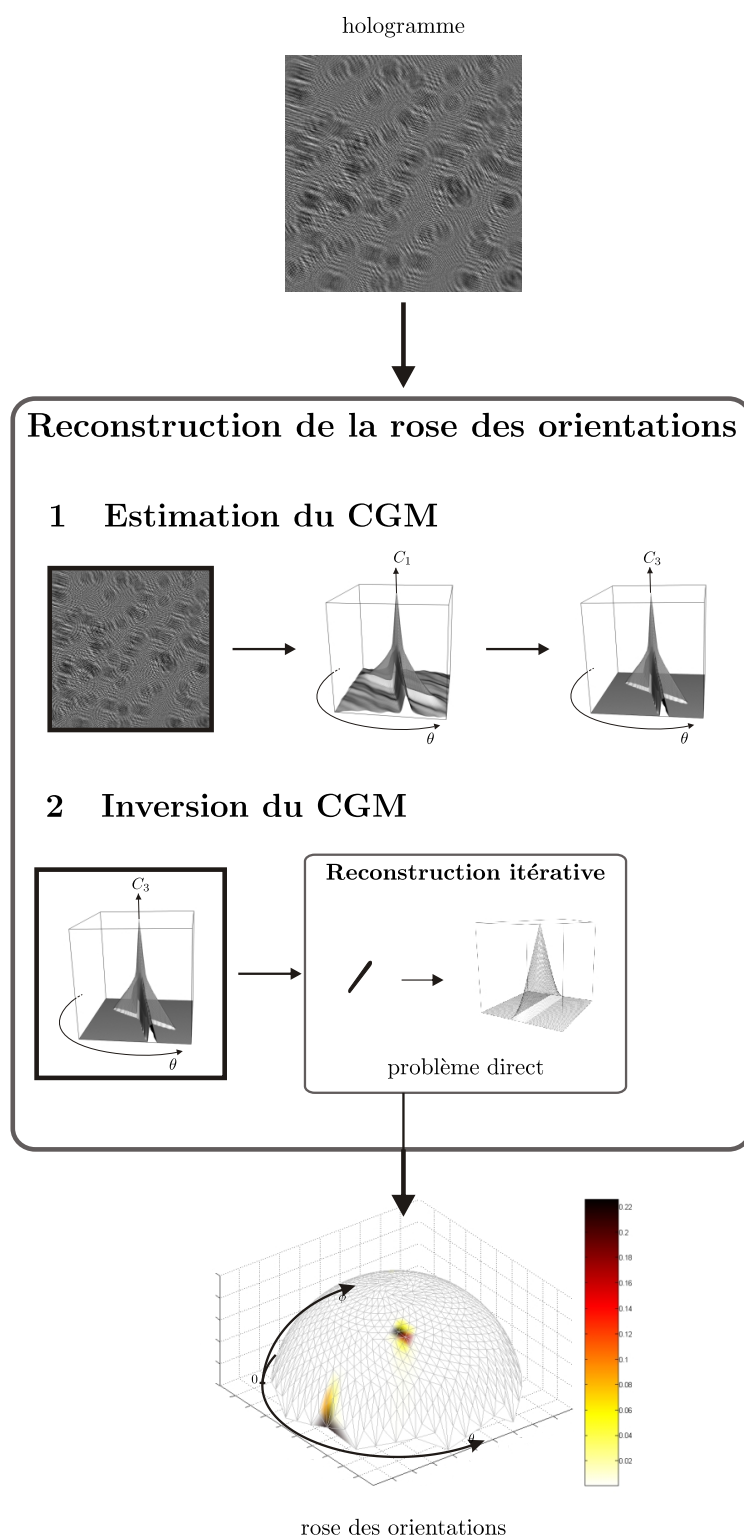 hologramme
Reconstruction de la rose des orientations
1 Estimation du CGM
C₁
C₃
θ
θ
2 Inversion du CGM
C₃
θ
Reconstruction itérative
problème direct
0.22
0.2
0.18
0.16
0.14
0.12
0.1
0.08
0.06
0.04
0.02
ϕ
0
θ
rose des orientations